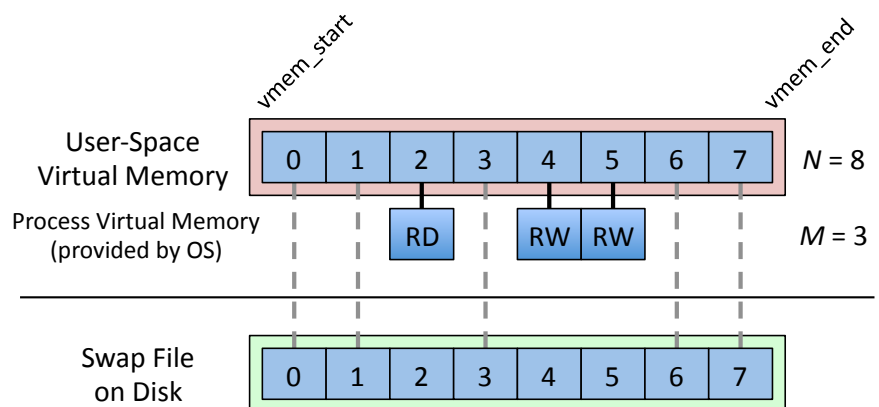 vmem_start
vmem_end
User-Space
Virtual Memory
0 1 2 3 4 5 6 7
N = 8
Process Virtual Memory
(provided by OS)
RD RW RW
M = 3
Swap File
on Disk
0 1 2 3 4 5 6 7